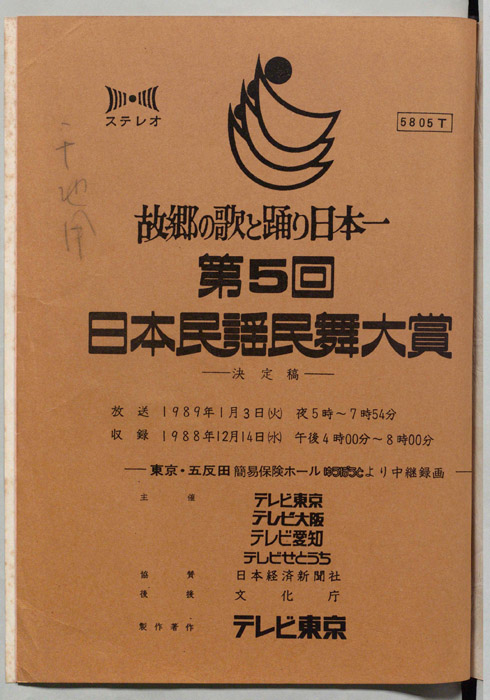 ステレオ
5805T
故郷の歌と踊り日本一
第5回
日本民謡民舞大賞
──決定稿──
放送 1989年1月3日㈫ 夜5時〜7時54分
収録 1988年12月14日㈬ 午後4時00分〜8時00分
──東京・五反田 簡易保険ホール ゆうぽうと より中継録画──
主催 テレビ東京
テレビ大阪
テレビ愛知
テレビせとうち
協賛 日本経済新聞社
後援 文化庁
製作著作 テレビ東京